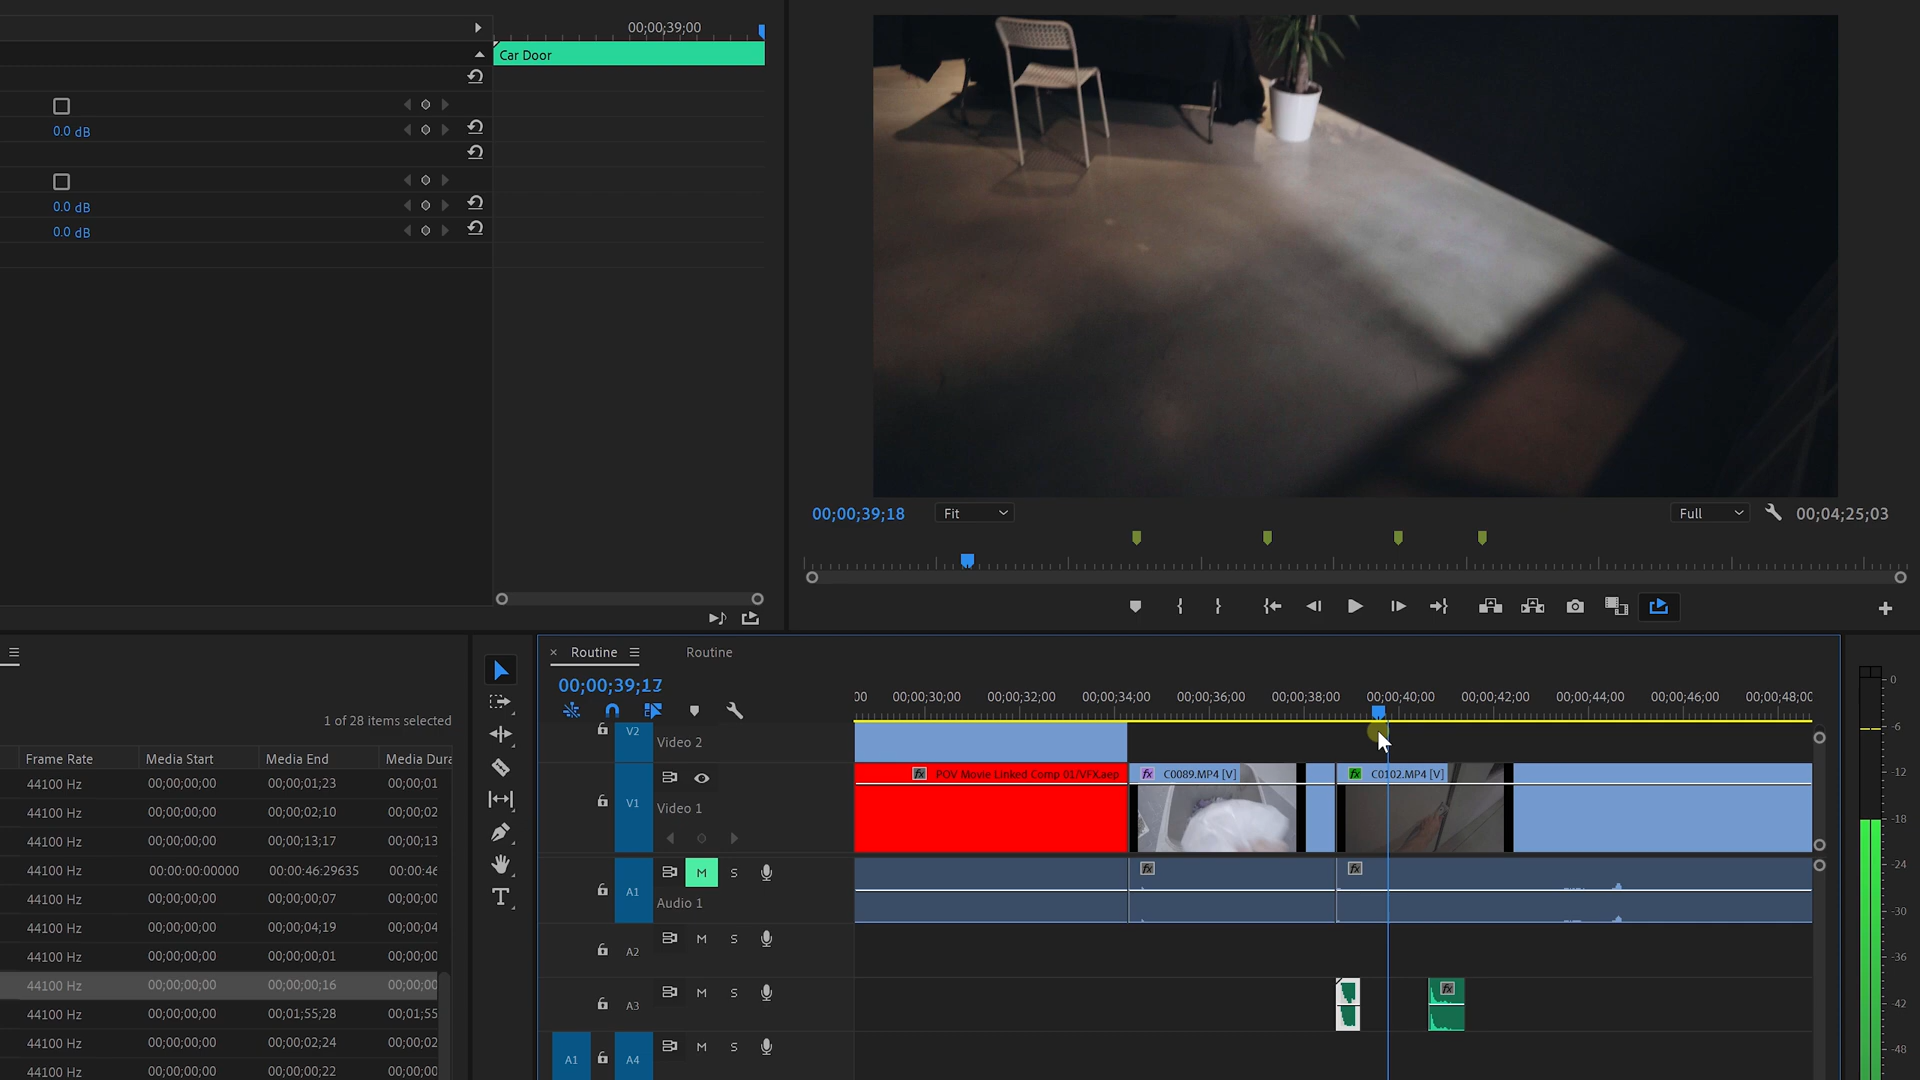 00;00;39;00
Car Door
0.0 dB
0.0 dB
0.0 dB
00;00;39;18
Fit
Full
00;04;25;03
1 of 28 items selected
Frame Rate
Media Start
Media End
Media Dura
44100 Hz
00;00;00;00
00;00;01;23
00;00;01
44100 Hz
00;00;00;00
00;00;02;10
00;00;02
44100 Hz
00;00;00;00
00;00;13;17
00;00;13
44100 Hz
00:00:00:00000
00:00:46:29635
00:00:46
44100 Hz
00;00;00;00
00;00;00;07
00;00;00
44100 Hz
00;00;00;00
00;00;04;19
00;00;04
44100 Hz
00;00;00;00
00;00;00;01
00;00;00
44100 Hz
00;00;00;00
00;00;00;16
00;00;00
44100 Hz
00;00;00;00
00;01;55;28
00;01;55
44100 Hz
00;00;00;00
00;00;02;24
00;00;02
44100 Hz
00;00;00;00
00;00;00;22
00;00;00
Routine
Routine
00;00;39;17
00
00;00;30;00
00;00;32;00
00;00;34;00
00;00;36;00
00;00;38;00
00;00;40;00
00;00;42;00
00;00;44;00
00;00;46;00
00;00;48;00
V2
Video 2
V1
Video 1
fx POV Movie Linked Comp 01/VFX.aep
fx C0089.MP4 [V]
fx C0102.MP4 [V]
A1
M
S
Audio 1
fx
fx
A2
M
S
A3
M
S
fx
A1
A4
M
S
0
-6
-12
-18
-24
-30
-36
-42
-48